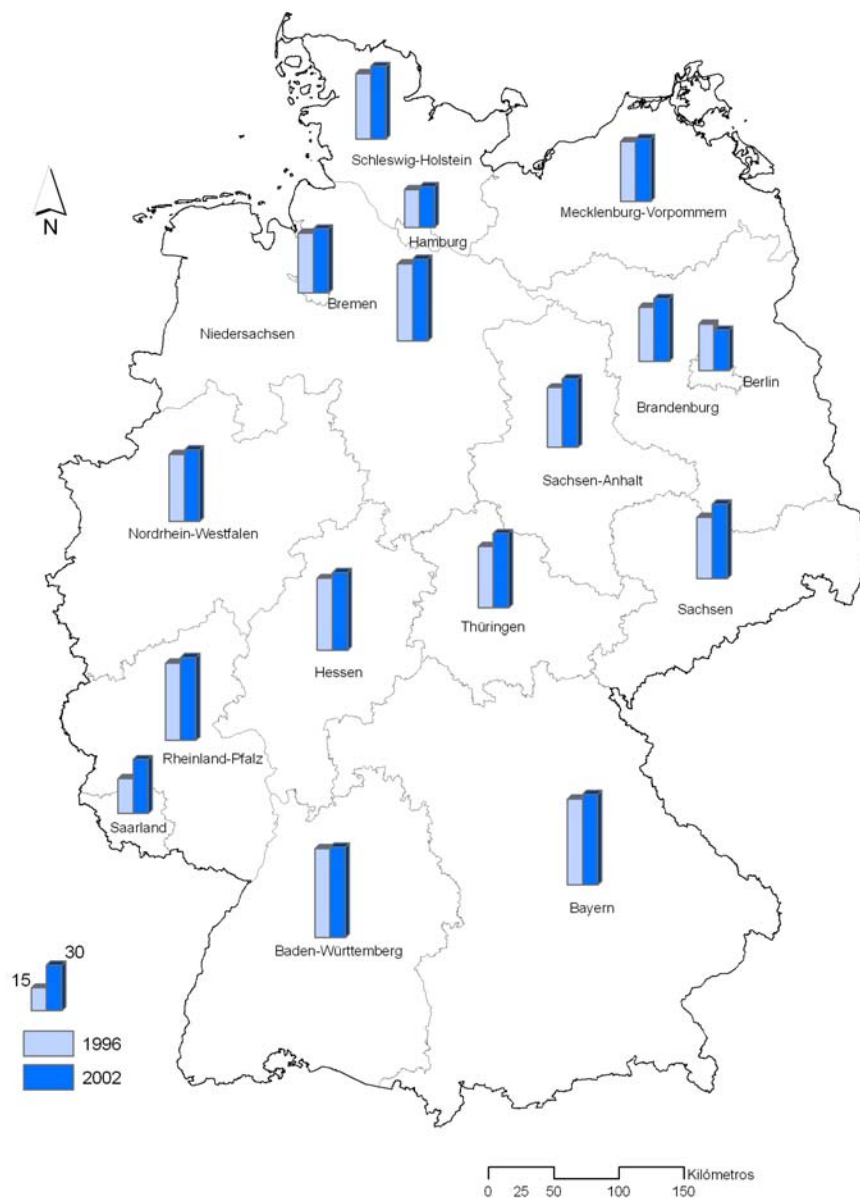 Schleswig-Holstein
Mecklenburg-Vorpommern
N
Hamburg
Bremen
Niedersachsen
Berlin
Brandenburg
Sachsen-Anhalt
Nordrhein-Westfalen
Sachsen
Thüringen
Hessen
Rheinland-Pfalz
Saarland
Bayern
Baden-Württemberg
15 30
1996
2002
Kilómetros
0 25 50 100 150